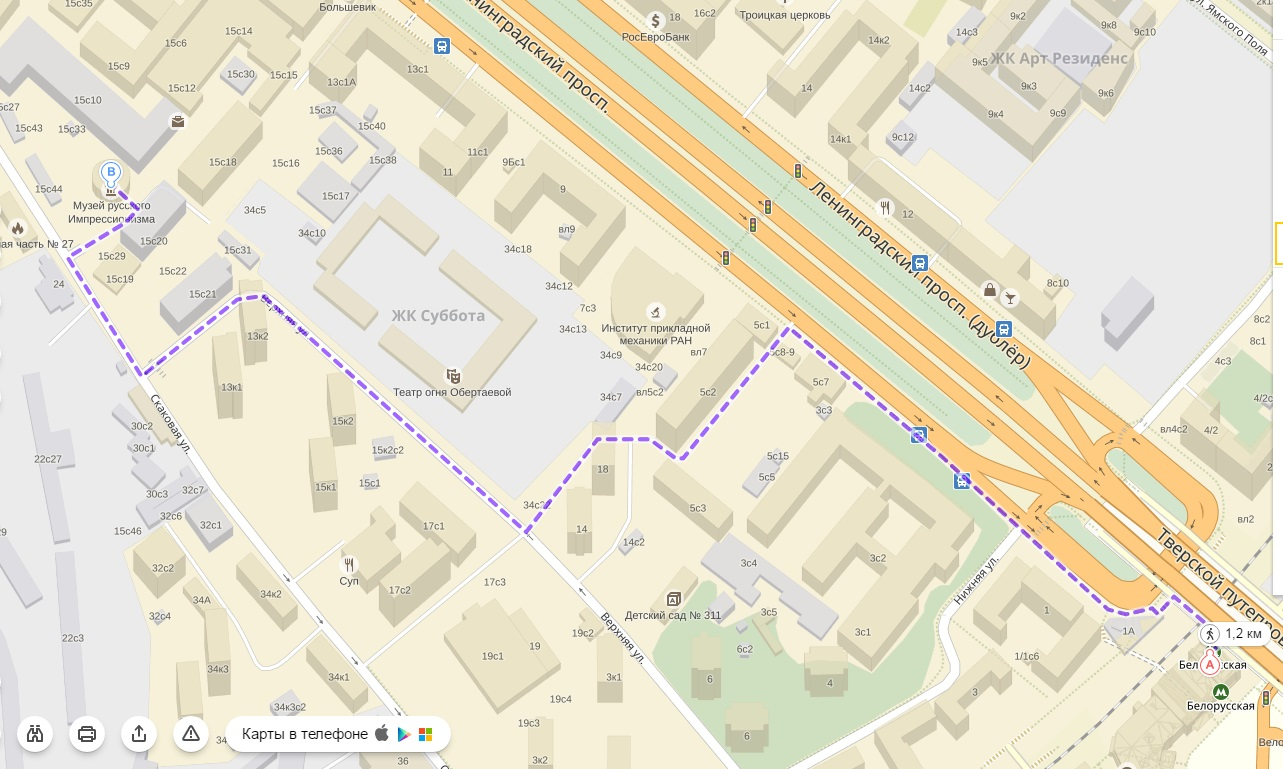 Большевик
18
16с2
РосЕвроБанк
Троицкая церковь
9к2
9к8
14с3
9с10
15с14
15с6
14к2
ЖК Арт Резиденс
9к5
15с9
15с30
15с15
13с1
13с1А
15с12
14
14с2
9к3
9к6
15с10
Ленинградский просп.
15с37
9к4
9с9
15с43
15с33
15с40
14к1
9с12
15с36
11с1
9Бс1
15с38
15с18
15с16
11
B
15с44
15с17
9
Ленинградский просп. (дублёр)
Музей русского
Импрессионизма
34с5
12
вл9
34с10
15с20
34с18
15с31
15с29
15с22
15с19
24
34с12
8с10
15с21
7с3
ЖК Суббота
34с13
Институт прикладной
механики РАН
5с1
8с2
13к2
8с1
34с9
вл7
5с8-9
34с20
4с3
5с7
13к1
Театр огня Обертаевой
34с7
вл5с2
5с2
3с3
Скаковая ул.
15к2
30с2
вл4с2
4/2
30с1
15к2с2
22с27
18
5с15
5с5
15к1
15с1
30с3
32с7
34с2
5с3
32с6
15с46
32с1
17с1
14
14с2
вл2
Тверской путепровод
3с2
3с4
32с2
Суп
17с2
17с3
Нижняя ул.
34А
34к2
32с4
Детский сад № 311
3с5
1
Верхняя ул.
22с3
19с2
3с1
1А
1,2 км
19с1
19
6с2
1/1с6
A
34к3
34к1
3к1
6
4
3
Белорусская
19с4
34к3с2
19с3
6
Карты в телефоне
36
3к2